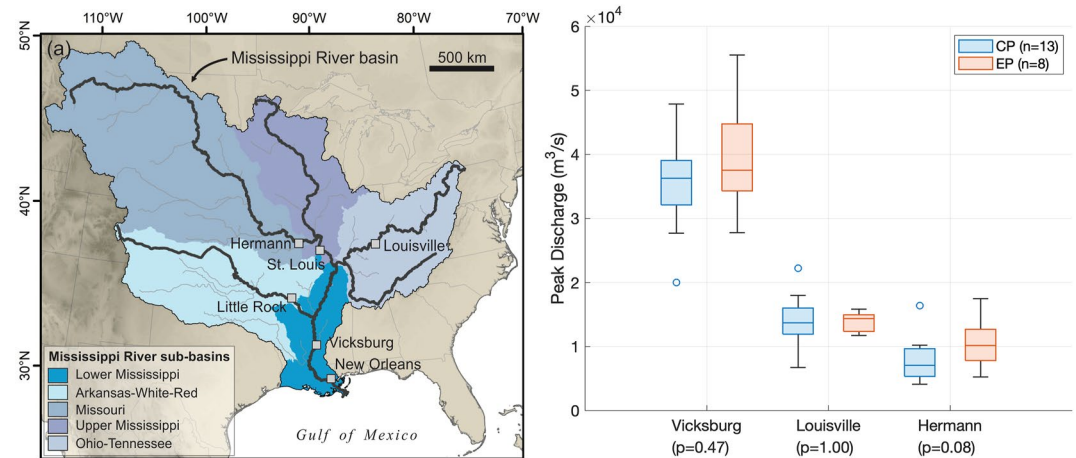 110°W 100°W 90°W 80°W 70°W
50°N
40°N
30°N
(a)
Mississippi River basin
500 km
Hermann
St. Louis
Louisville
Little Rock
Vicksburg
New Orleans
Gulf of Mexico
Mississippi River sub-basins
Lower Mississippi
Arkansas-White-Red
Missouri
Upper Mississippi
Ohio-Tennessee
×10⁴
6
5
4
3
2
1
0
Peak Discharge (m³/s)
CP (n=13)
EP (n=8)
Vicksburg Louisville Hermann
(p=0.47) (p=1.00) (p=0.08)